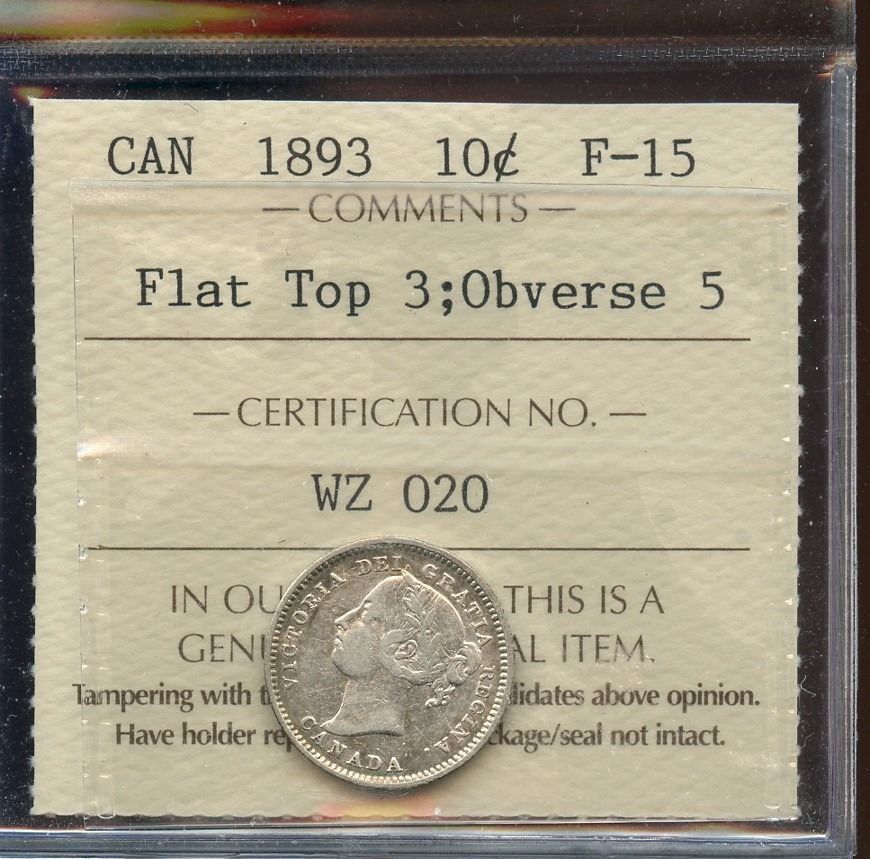 CAN 1893 10¢ F-15
— COMMENTS —
Flat Top 3;Obverse 5
— CERTIFICATION NO. —
WZ 020
IN OU THIS IS A
GENU AL ITEM.
Tampering with t lidates above opinion.
Have holder rep ckage/seal not intact.
VICTORIA DEI GRATIA REGINA.
CANADA